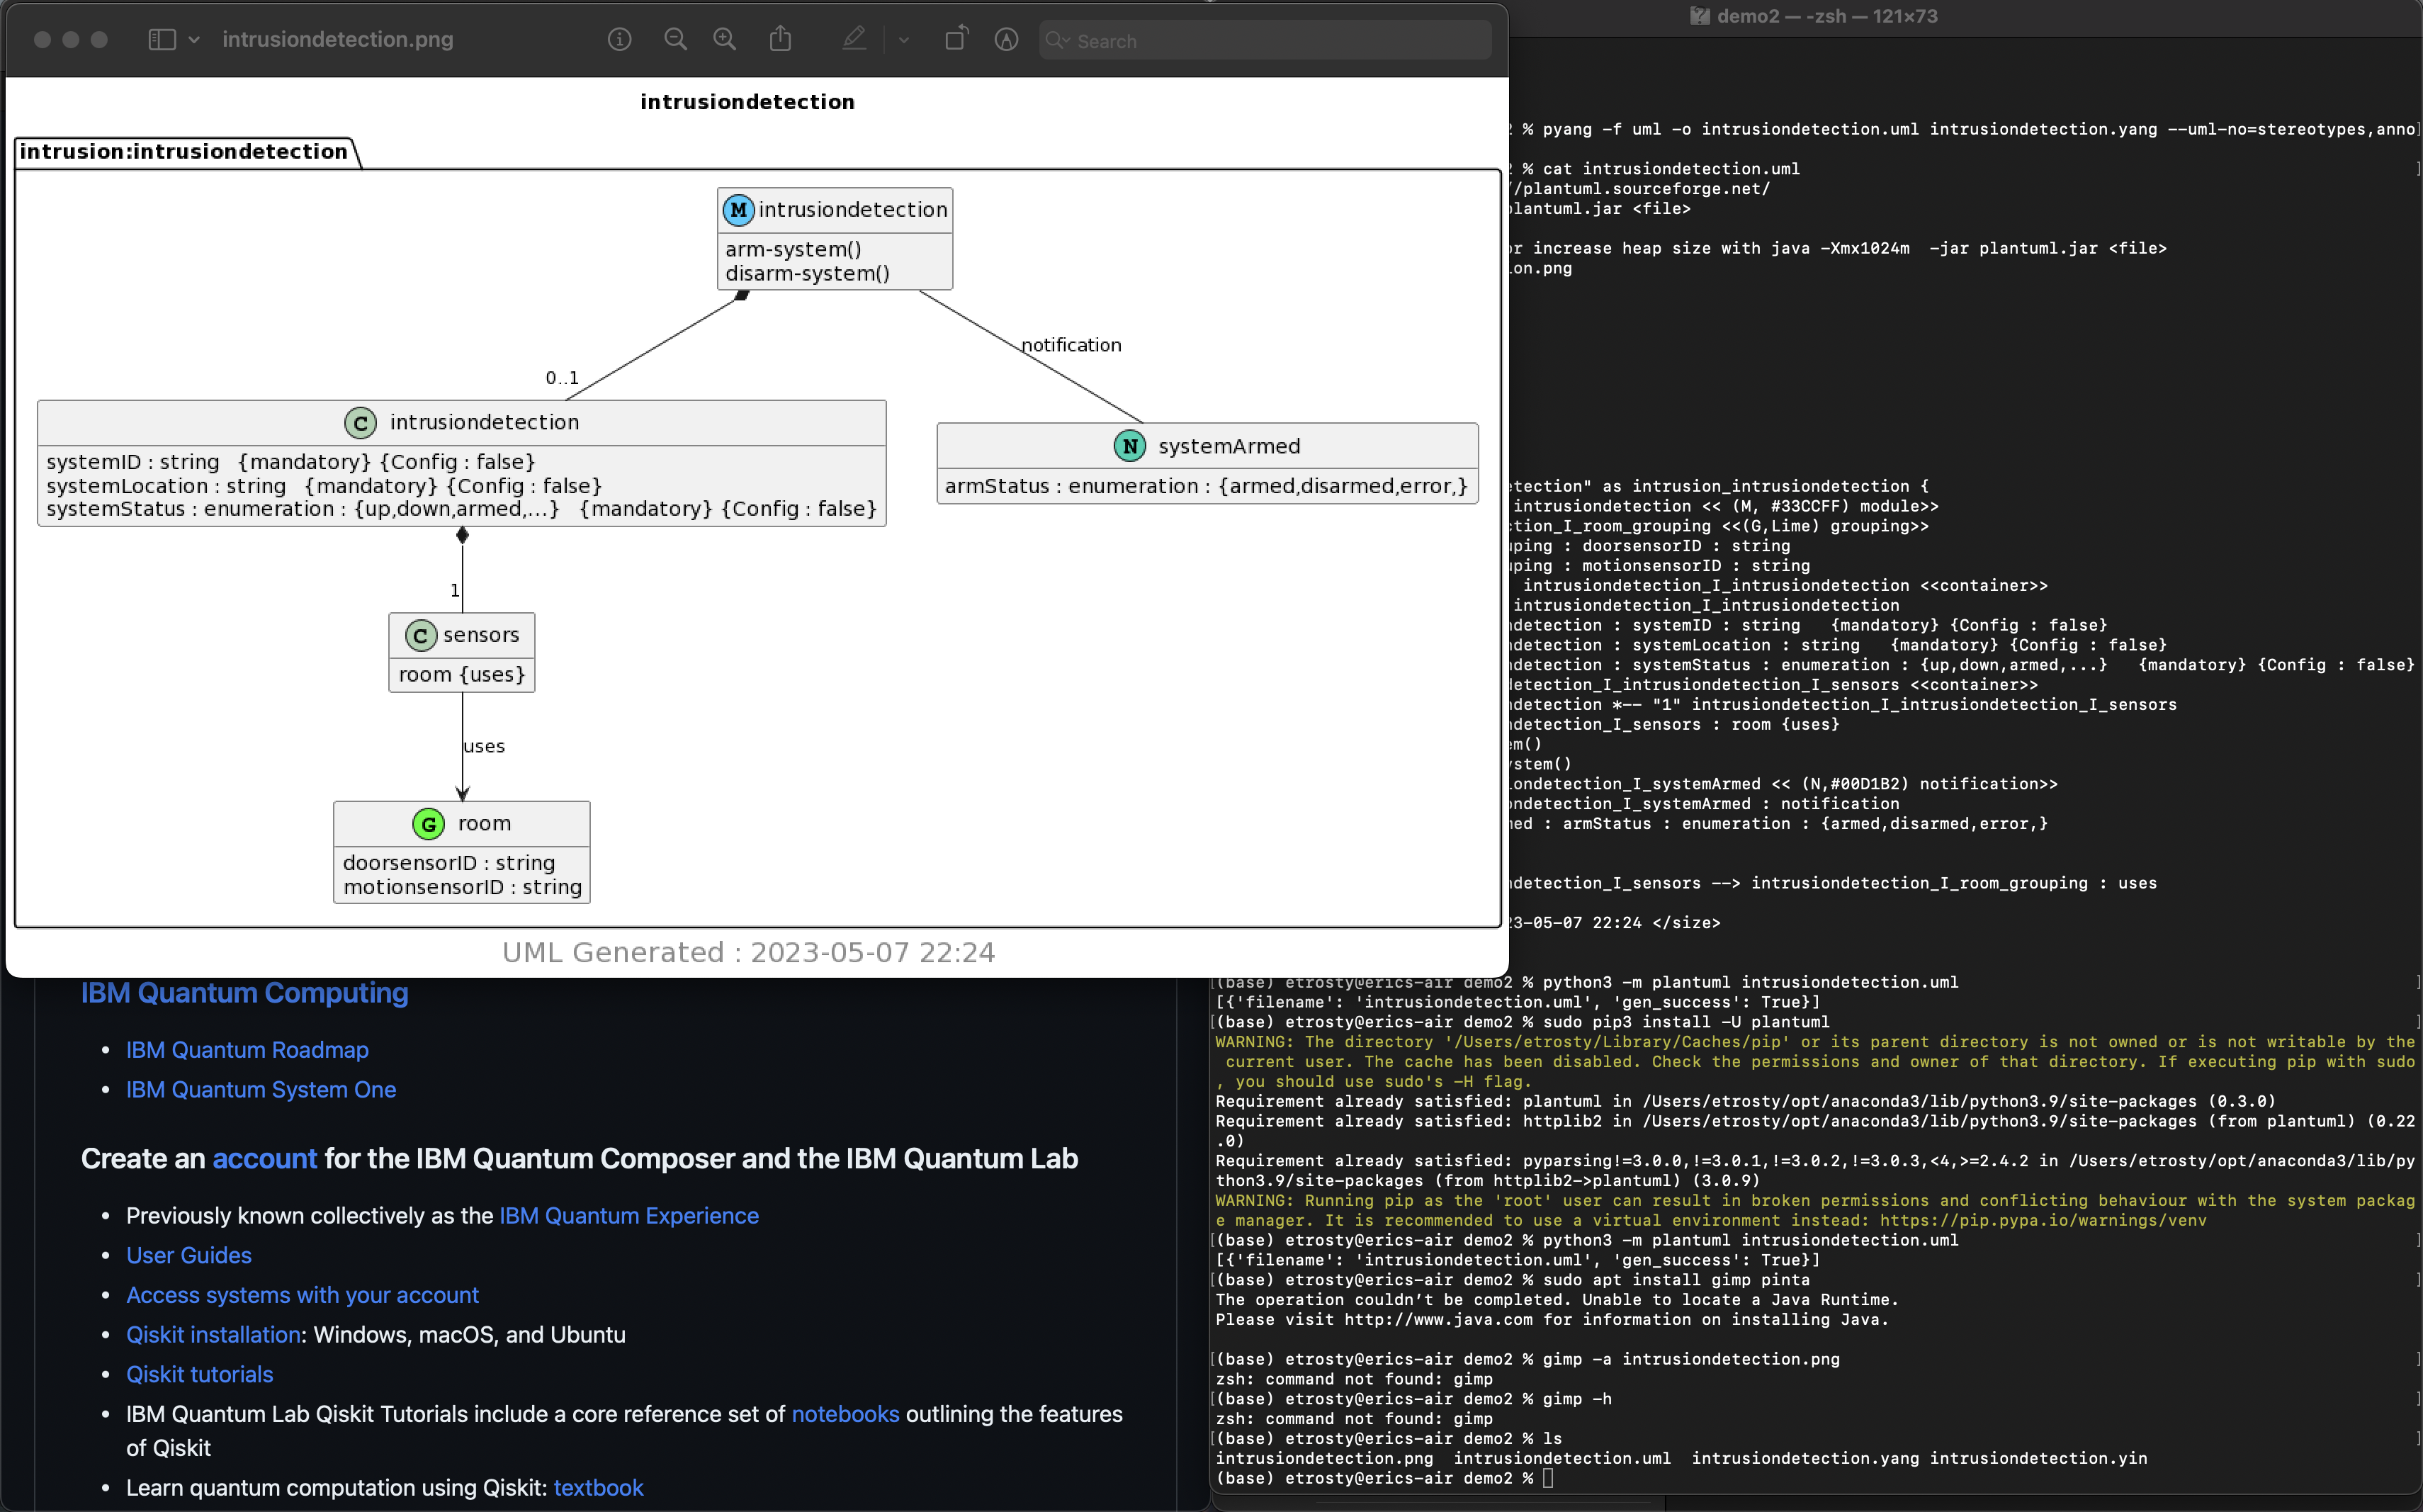 intrusiondetection.png
Search
intrusiondetection
intrusion:intrusiondetection
M intrusiondetection
arm-system()
disarm-system()
0..1
notification
C intrusiondetection
systemID : string   {mandatory} {Config : false}
systemLocation : string   {mandatory} {Config : false}
systemStatus : enumeration : {up,down,armed,...}   {mandatory} {Config : false}
N systemArmed
armStatus : enumeration : {armed,disarmed,error,}
1
C sensors
room {uses}
uses
G room
doorsensorID : string
motionsensorID : string
UML Generated : 2023-05-07 22:24
IBM Quantum Computing
• IBM Quantum Roadmap
• IBM Quantum System One
Create an account for the IBM Quantum Composer and the IBM Quantum Lab
• Previously known collectively as the IBM Quantum Experience
• User Guides
• Access systems with your account
• Qiskit installation: Windows, macOS, and Ubuntu
• Qiskit tutorials
• IBM Quantum Lab Qiskit Tutorials include a core reference set of notebooks outlining the features
of Qiskit
• Learn quantum computation using Qiskit: textbook
demo2 — -zsh — 121×73
% pyang -f uml -o intrusiondetection.uml intrusiondetection.yang --uml-no=stereotypes,anno]
% cat intrusiondetection.uml ]
//plantuml.sourceforge.net/
plantuml.jar <file>
or increase heap size with java -Xmx1024m  -jar plantuml.jar <file>
ion.png
etection" as intrusion_intrusiondetection {
intrusiondetection << (M, #33CCFF) module>>
ction_I_room_grouping <<(G,Lime) grouping>>
uping : doorsensorID : string
uping : motionsensorID : string
intrusiondetection_I_intrusiondetection <<container>>
intrusiondetection_I_intrusiondetection
ndetection : systemID : string   {mandatory} {Config : false}
ndetection : systemLocation : string   {mandatory} {Config : false}
ndetection : systemStatus : enumeration : {up,down,armed,...}   {mandatory} {Config : false}
detection_I_intrusiondetection_I_sensors <<container>>
ndetection *-- "1" intrusiondetection_I_intrusiondetection_I_sensors
ndetection_I_sensors : room {uses}
em()
ystem()
iondetection_I_systemArmed << (N,#00D1B2) notification>>
ondetection_I_systemArmed : notification
med : armStatus : enumeration : {armed,disarmed,error,}
ndetection_I_sensors --> intrusiondetection_I_room_grouping : uses
23-05-07 22:24 </size>
[(base) etrosty@erics-air demo2 % python3 -m plantuml intrusiondetection.uml ]
[{'filename': 'intrusiondetection.uml', 'gen_success': True}]
[(base) etrosty@erics-air demo2 % sudo pip3 install -U plantuml ]
WARNING: The directory '/Users/etrosty/Library/Caches/pip' or its parent directory is not owned or is not writable by the
current user. The cache has been disabled. Check the permissions and owner of that directory. If executing pip with sudo
, you should use sudo's -H flag.
Requirement already satisfied: plantuml in /Users/etrosty/opt/anaconda3/lib/python3.9/site-packages (0.3.0)
Requirement already satisfied: httplib2 in /Users/etrosty/opt/anaconda3/lib/python3.9/site-packages (from plantuml) (0.22
.0)
Requirement already satisfied: pyparsing!=3.0.0,!=3.0.1,!=3.0.2,!=3.0.3,<4,>=2.4.2 in /Users/etrosty/opt/anaconda3/lib/py
thon3.9/site-packages (from httplib2->plantuml) (3.0.9)
WARNING: Running pip as the 'root' user can result in broken permissions and conflicting behaviour with the system packag
e manager. It is recommended to use a virtual environment instead: https://pip.pypa.io/warnings/venv
[(base) etrosty@erics-air demo2 % python3 -m plantuml intrusiondetection.uml ]
[{'filename': 'intrusiondetection.uml', 'gen_success': True}]
[(base) etrosty@erics-air demo2 % sudo apt install gimp pinta ]
The operation couldn't be completed. Unable to locate a Java Runtime.
Please visit http://www.java.com for information on installing Java.
[(base) etrosty@erics-air demo2 % gimp -a intrusiondetection.png ]
zsh: command not found: gimp
[(base) etrosty@erics-air demo2 % gimp -h ]
zsh: command not found: gimp
[(base) etrosty@erics-air demo2 % ls ]
intrusiondetection.png  intrusiondetection.uml  intrusiondetection.yang intrusiondetection.yin
(base) etrosty@erics-air demo2 %